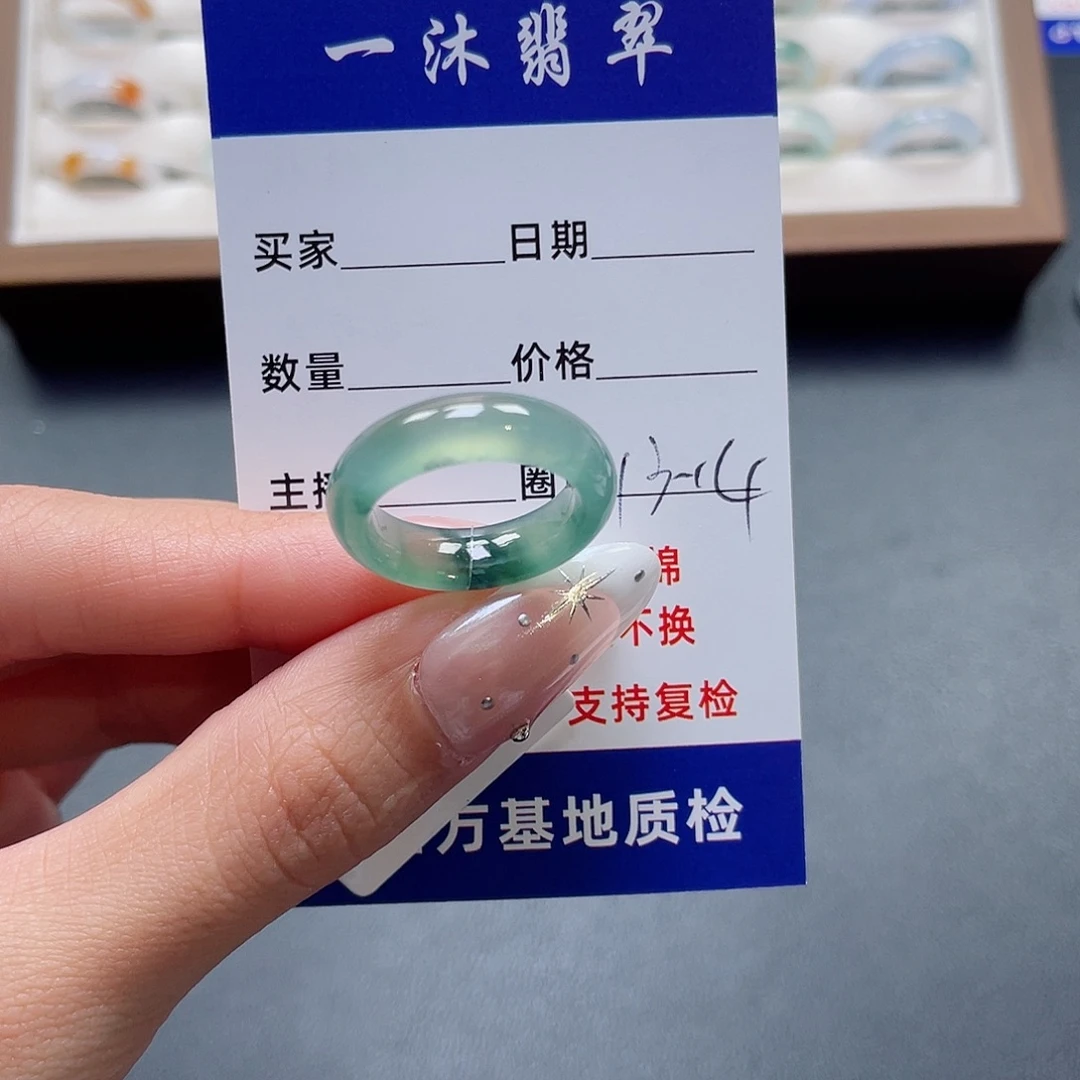 一沐翡翠
买家 日期
数量 价格
主播 圈 13-14
棉
不换
支持复检
方基地质检